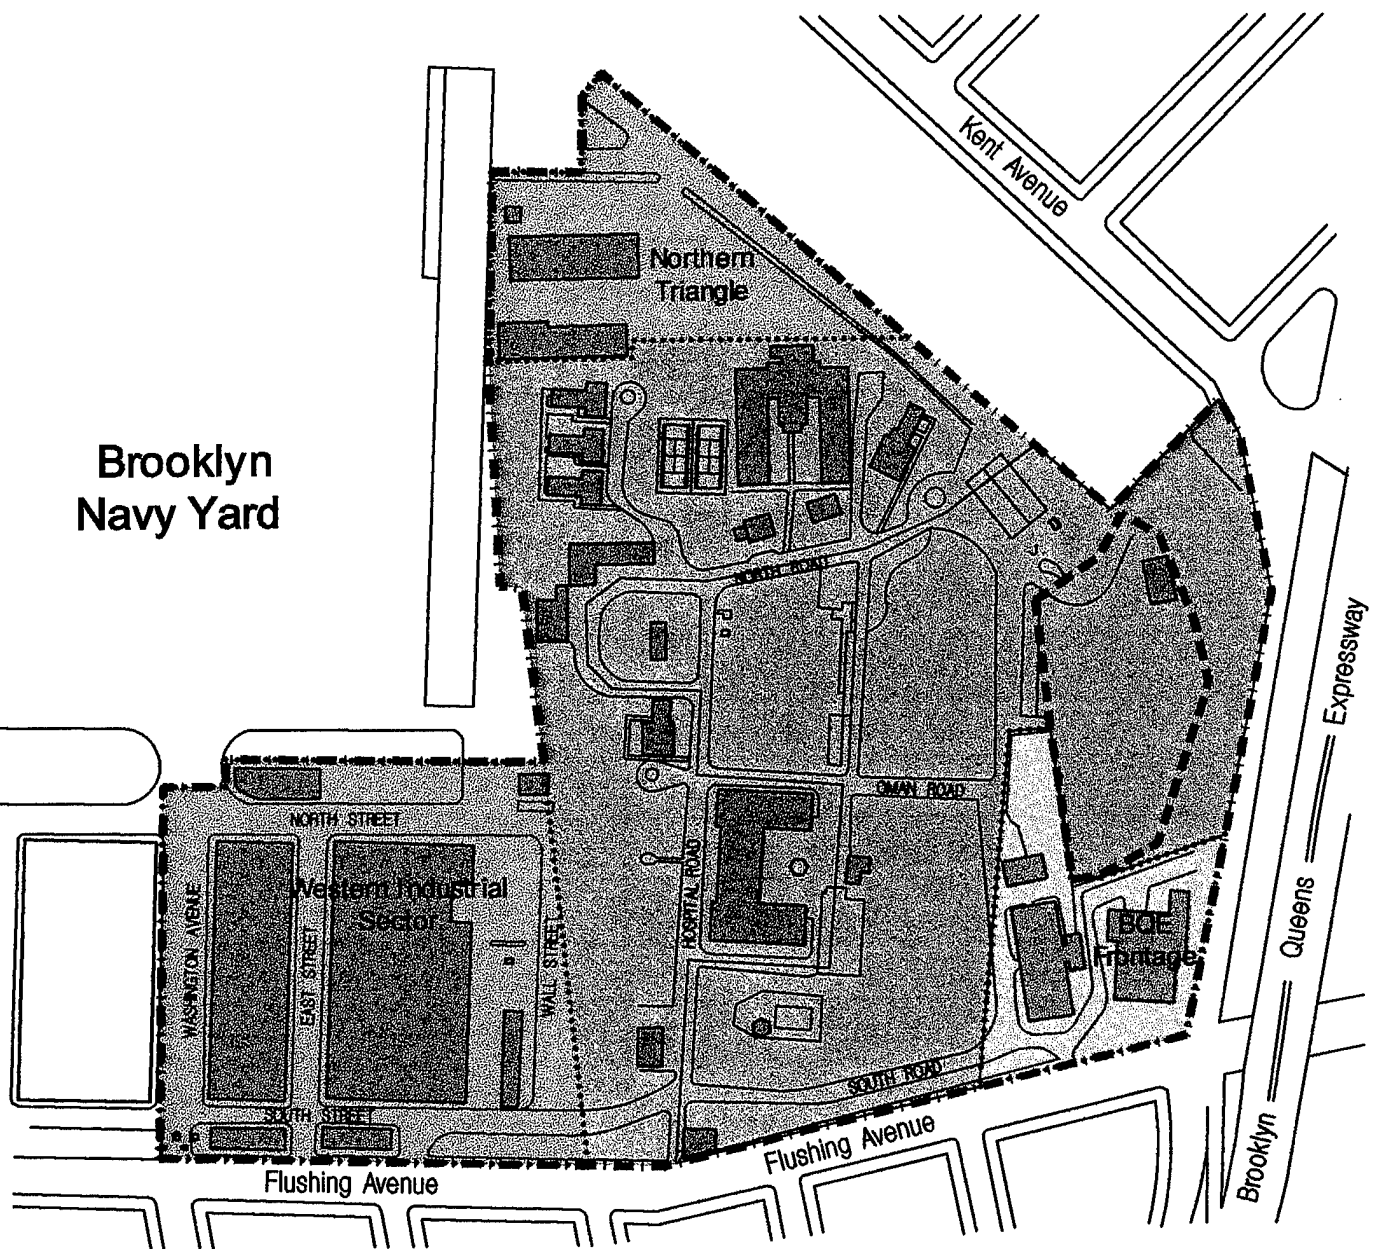 Kent Avenue
Northern
Triangle
Brooklyn
Navy Yard
NORTH ROAD
Expressway
OMAN ROAD
NORTH STREET
HOSPITAL ROAD
Western Industrial
Sector
WASHINGTON AVENUE
EAST STREET
WALL STREET
BQE
Frontage
Queens
SOUTH ROAD
SOUTH STREET
Flushing Avenue
Flushing Avenue
Brooklyn